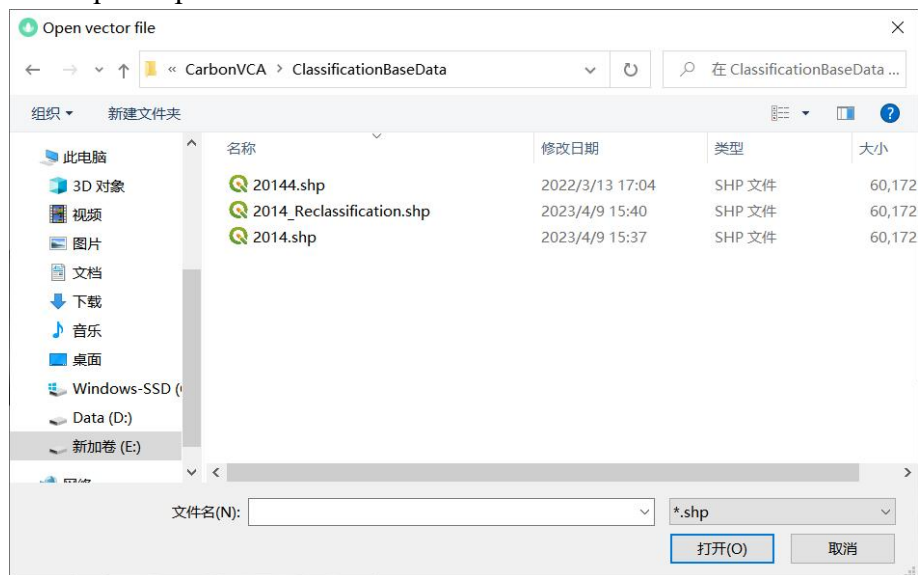 Open vector file
« CarbonVCA > ClassificationBaseData
在 ClassificationBaseData ...
组织 新建文件夹
名称 修改日期 类型 大小
此电脑
3D 对象
视频
图片
文档
下载
音乐
桌面
Windows-SSD (
Data (D:)
新加卷 (E:)
20144.shp 2022/3/13 17:04 SHP 文件 60,172
2014_Reclassification.shp 2023/4/9 15:40 SHP 文件 60,172
2014.shp 2023/4/9 15:37 SHP 文件 60,172
文件名(N):
*.shp
打开(O) 取消